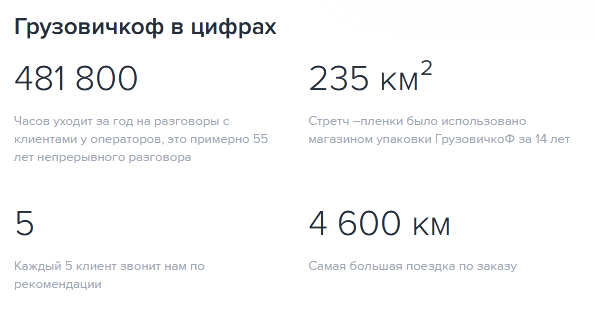 Грузовичкоф в цифрах
481 800
Часов уходит за год на разговоры с
клиентами у операторов, это примерно 55
лет непрерывного разговора
235 км²
Стретч –пленки было использовано
магазином упаковки ГрузовичкоФ за 14 лет
5
Каждый 5 клиент звонит нам по
рекомендации
4 600 км
Самая большая поездка по заказу